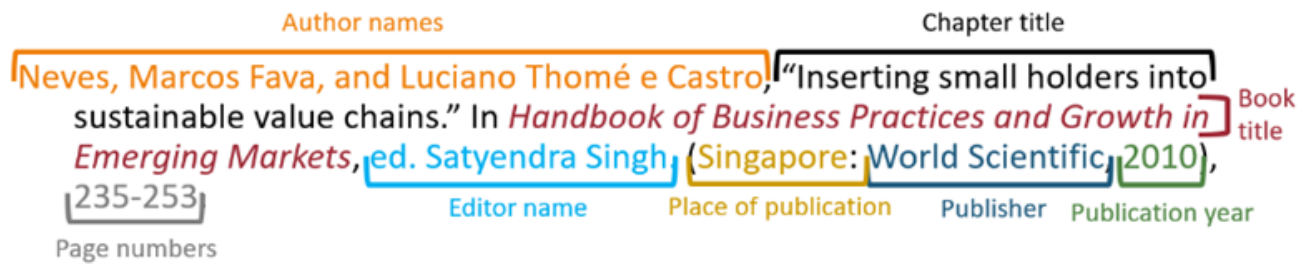 Author names
Chapter title
Neves, Marcos Fava, and Luciano Thomé e Castro, “Inserting small holders into
sustainable value chains.” In Handbook of Business Practices and Growth in
Book title
Emerging Markets, ed. Satyendra Singh, (Singapore: World Scientific, 2010),
235-253
Editor name
Place of publication
Publisher
Publication year
Page numbers